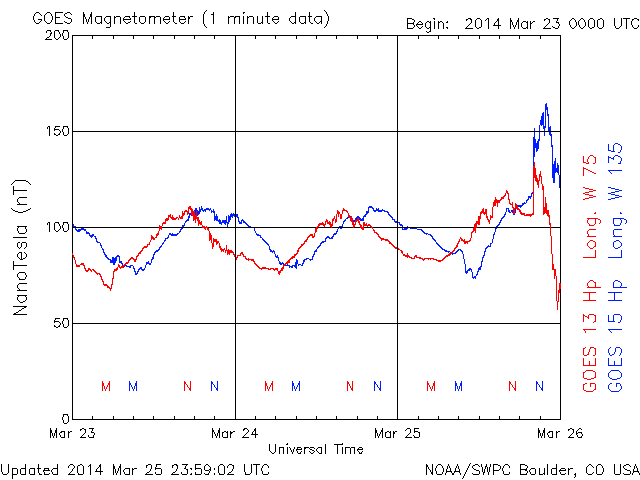 GOES Magnetometer (1 minute data)
Begin: 2014 Mar 23 0000 UTC
200
150
100
50
0
NanoTesla (nT)
M M N N M M N N M M N N
Mar 23 Mar 24 Mar 25 Mar 26
Universal Time
GOES 13 Hp Long. W 75
GOES 15 Hp Long. W 135
Updated 2014 Mar 25 23:59:02 UTC
NOAA/SWPC Boulder, CO USA